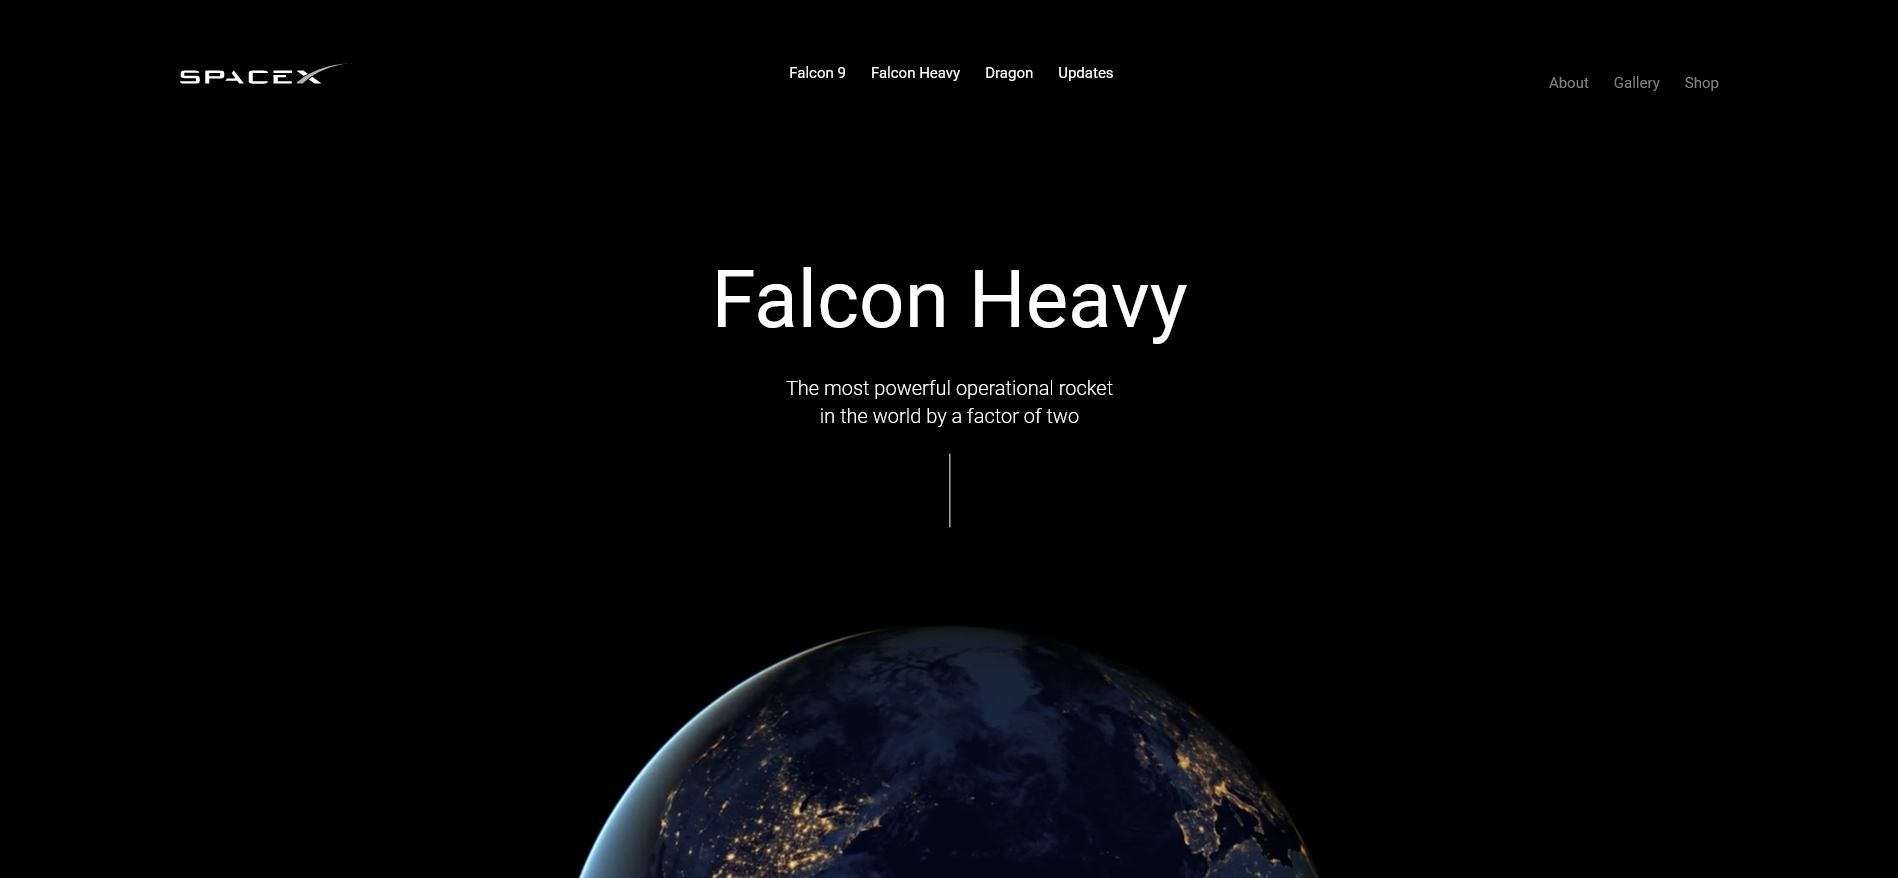 SPACEX
Falcon 9 Falcon Heavy Dragon Updates
About Gallery Shop
Falcon Heavy
The most powerful operational rocket
in the world by a factor of two